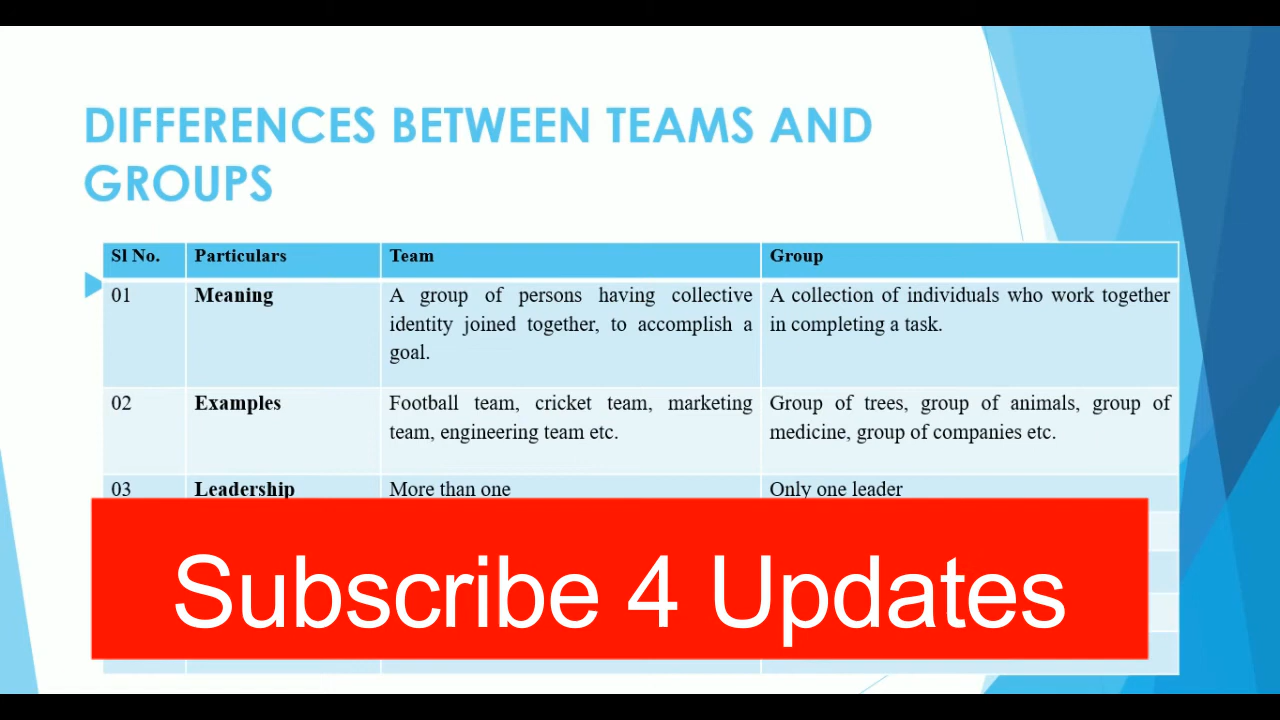 DIFFERENCES BETWEEN TEAMS AND
GROUPS
Sl No. Particulars Team Group
01 Meaning A group of persons having collective A collection of individuals who work together
identity joined together, to accomplish a in completing a task.
goal.
02 Examples Football team, cricket team, marketing Group of trees, group of animals, group of
team, engineering team etc. medicine, group of companies etc.
03 Leadership More than one Only one leader
Subscribe 4 Updates